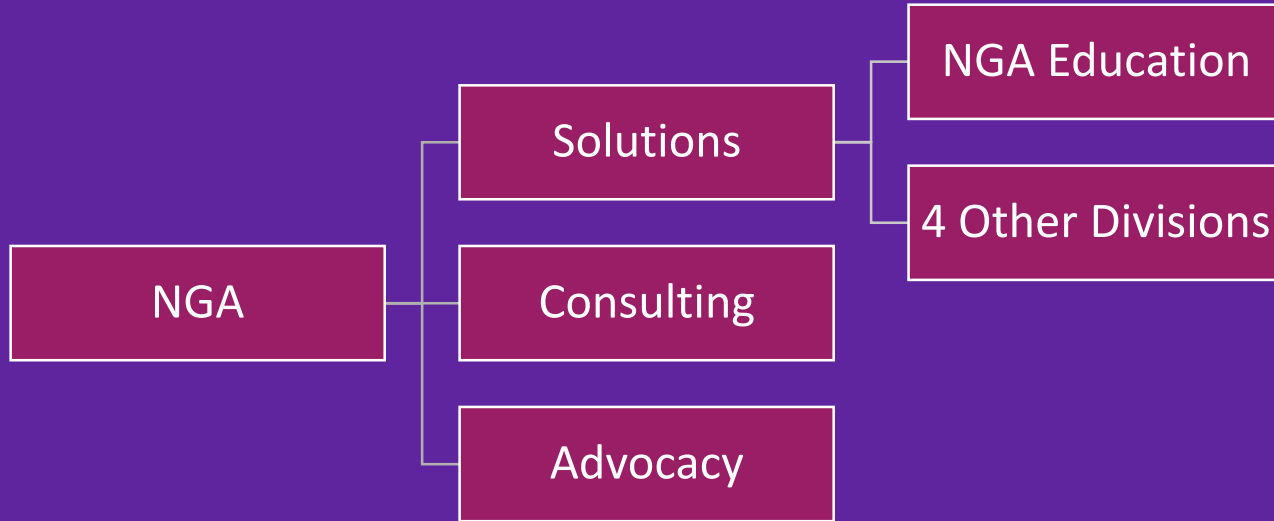 NGA
Solutions
Consulting
Advocacy
NGA Education
4 Other Divisions